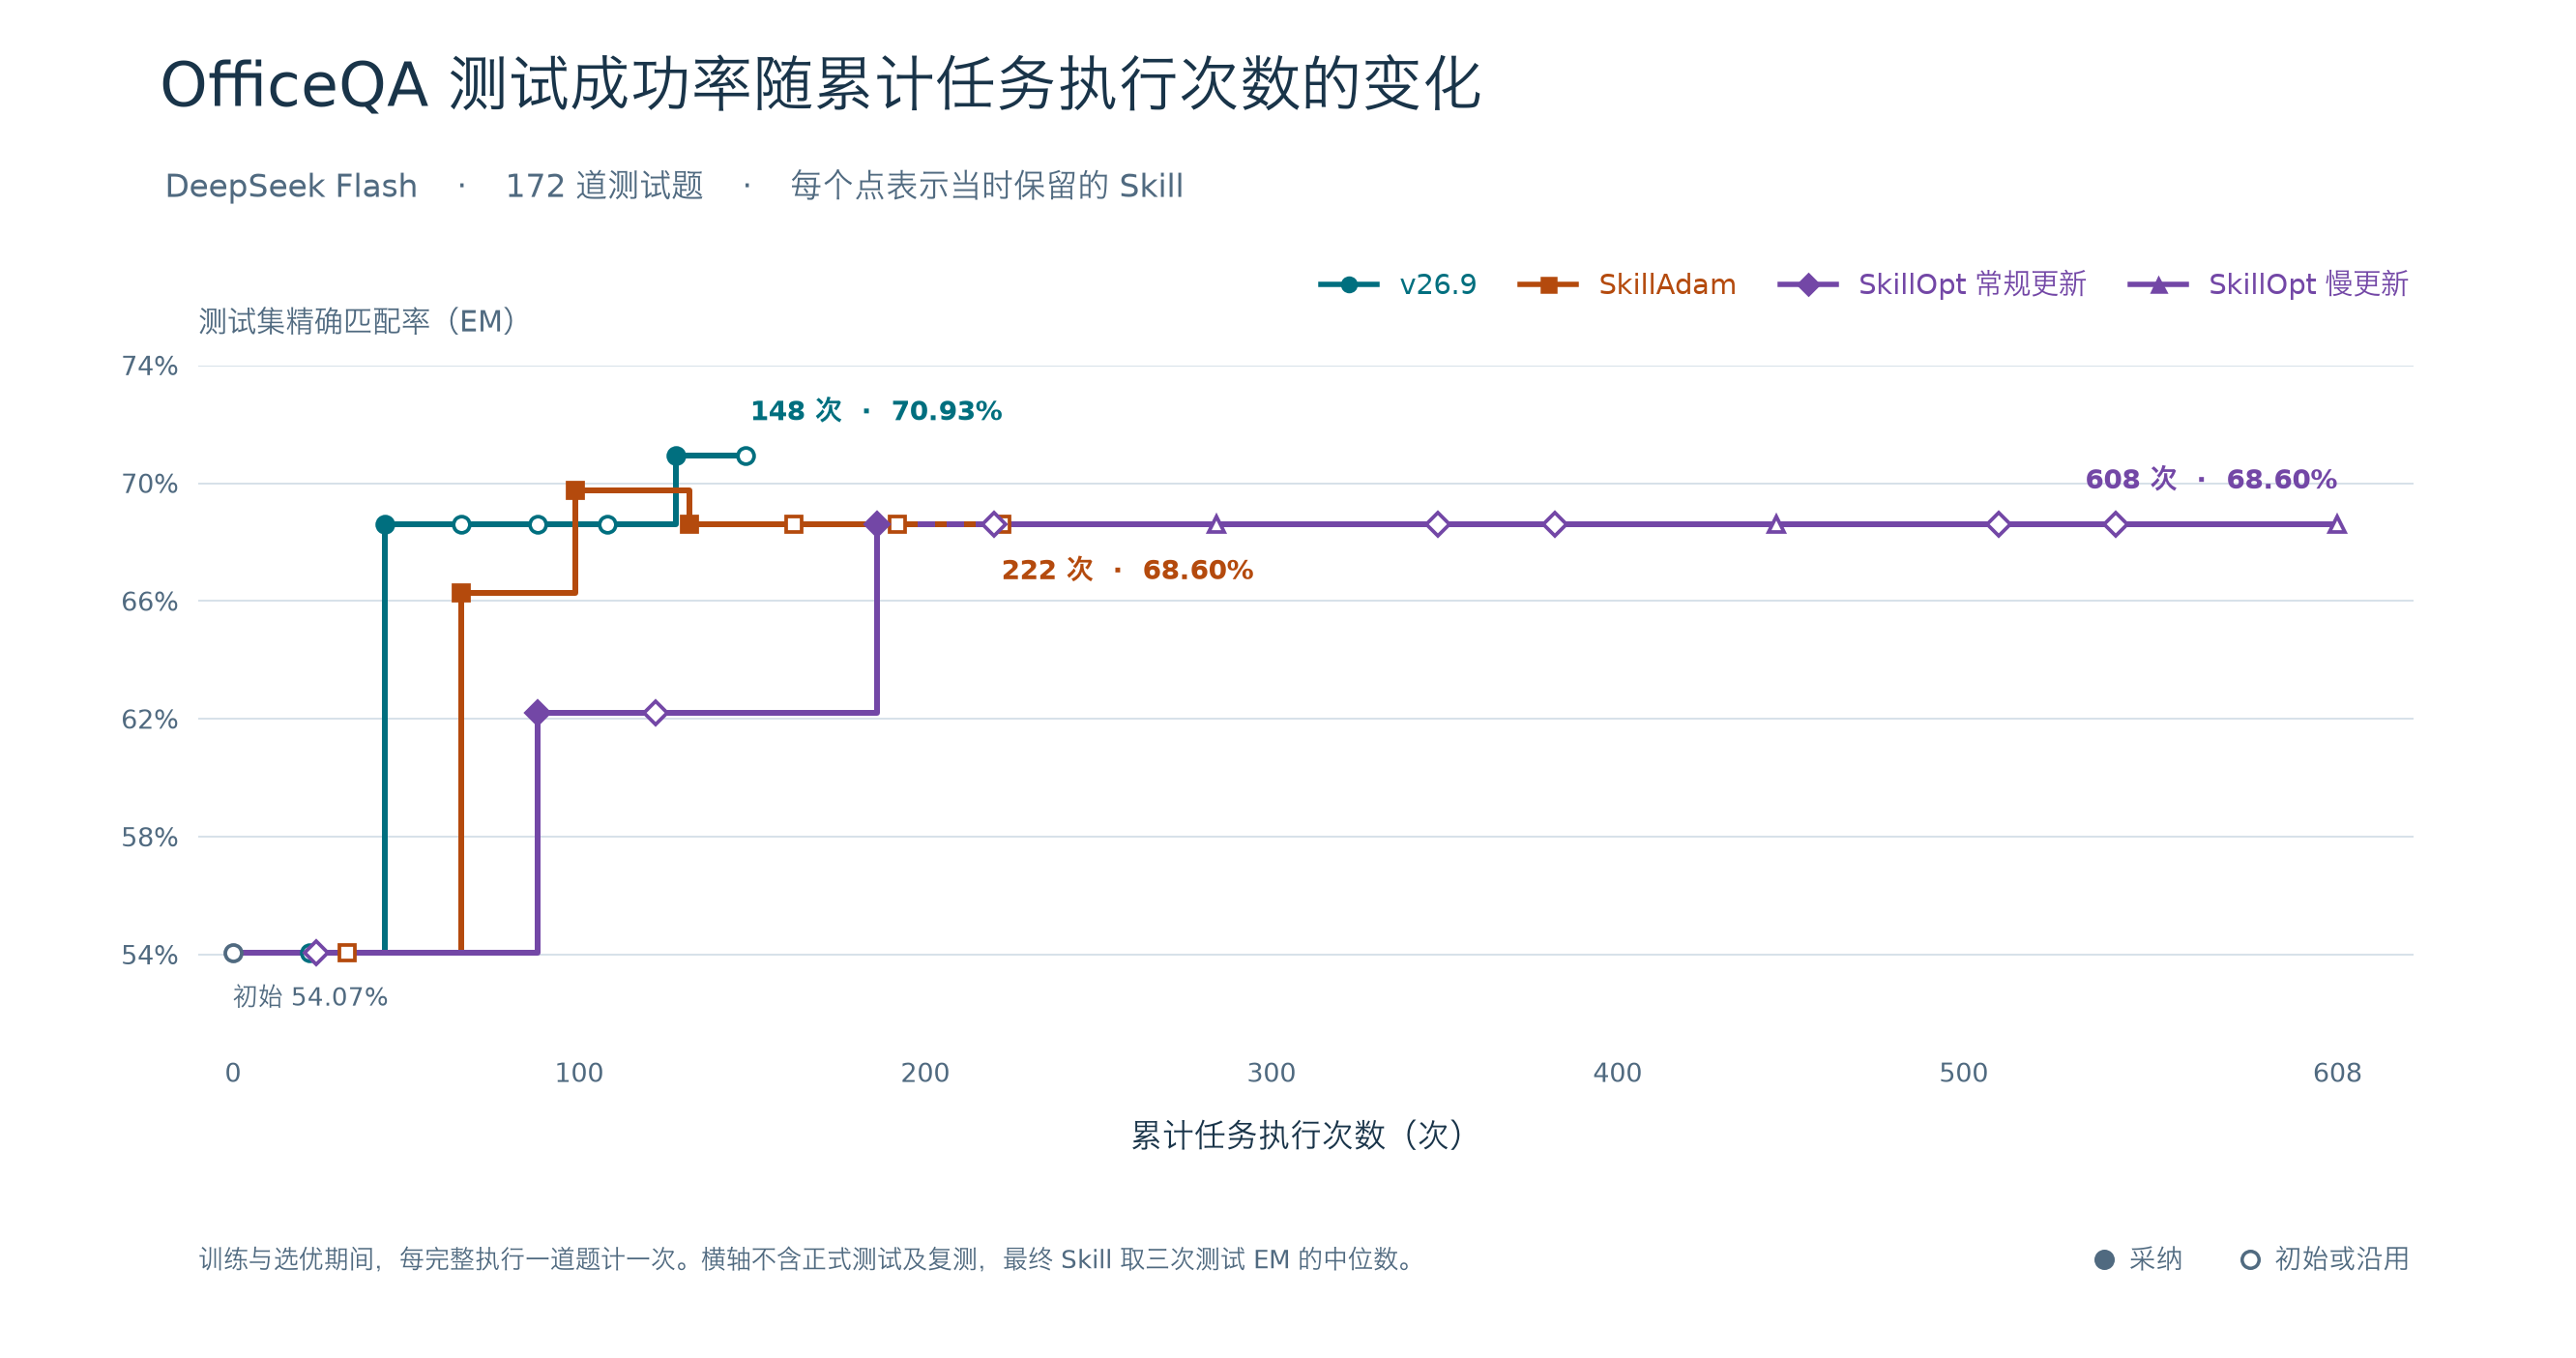 OfficeQA 测试成功率随累计任务执行次数的变化
DeepSeek Flash · 172 道测试题 · 每个点表示当时保留的 Skill
v26.9 SkillAdam SkillOpt 常规更新 SkillOpt 慢更新
测试集精确匹配率（EM）
74%
148 次 · 70.93%
70%
608 次 · 68.60%
222 次 · 68.60%
66%
62%
58%
54%
初始 54.07%
0 100 200 300 400 500 608
累计任务执行次数（次）
训练与选优期间，每完整执行一道题计一次。横轴不含正式测试及复测，最终 Skill 取三次测试 EM 的中位数。
采纳 初始或沿用